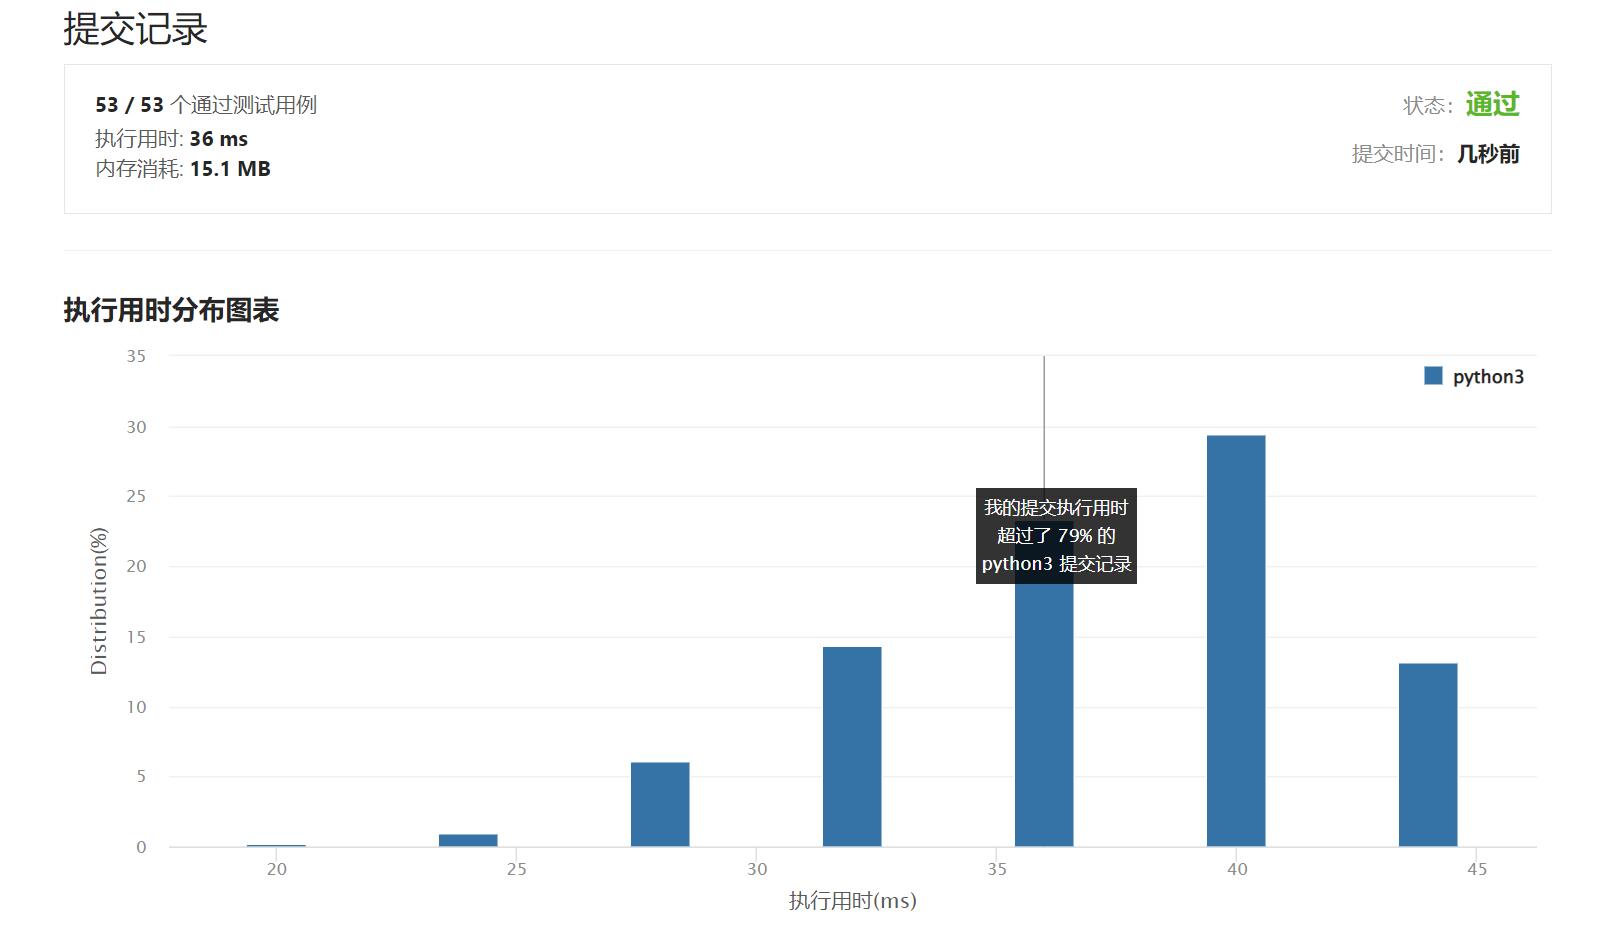 提交记录
53 / 53 个通过测试用例
状态：通过
执行用时: 36 ms
提交时间：几秒前
内存消耗: 15.1 MB
执行用时分布图表
35
python3
30
25
我的提交执行用时
超过了 79% 的
python3 提交记录
20
15
10
5
0
Distribution(%)
20 25 30 35 40 45
执行用时(ms)